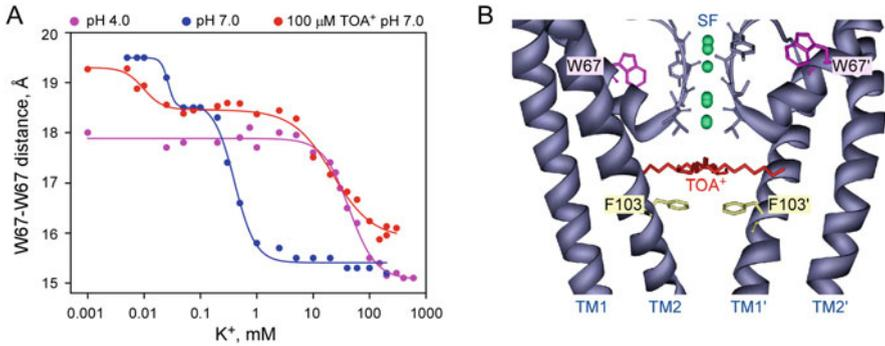 A
pH 4.0 pH 7.0 100 μM TOA⁺ pH 7.0
W67-W67 distance, Å
20
19
18
17
16
15
0.001 0.01 0.1 1 10 100 600
K⁺, mM
B
SF
W67 W67'
TOA⁺
F103 F103'
TM1 TM2 TM1' TM2'